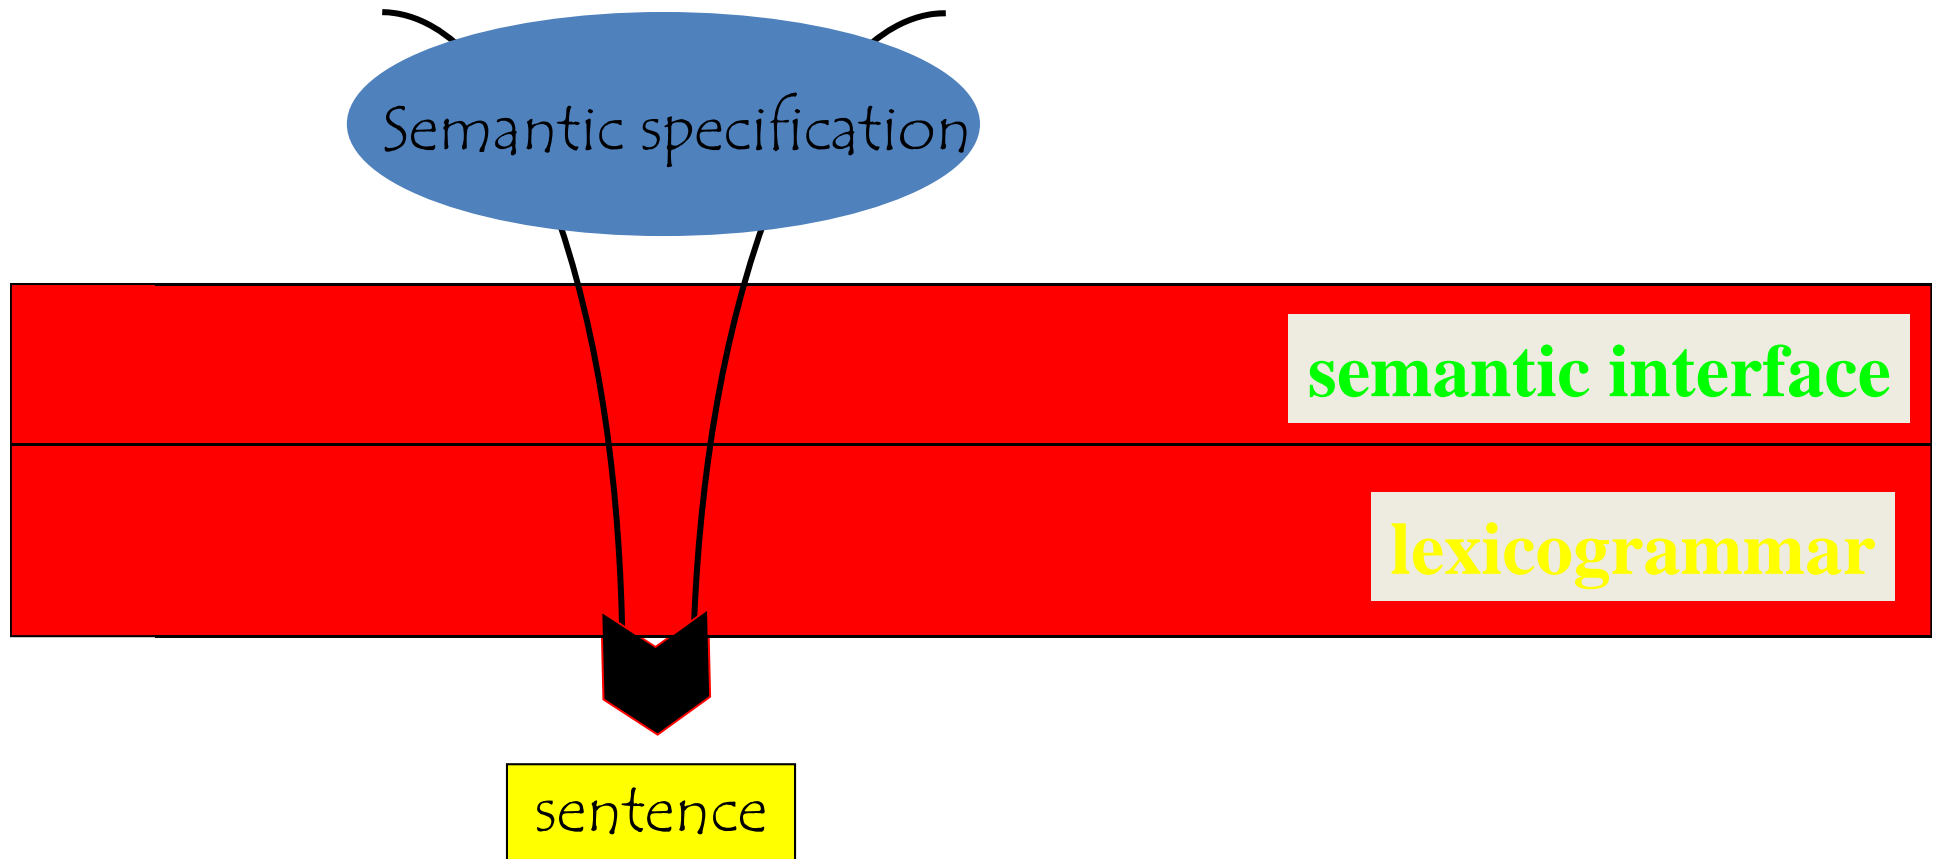 Semantic specification
semantic interface
lexicogrammar
sentence